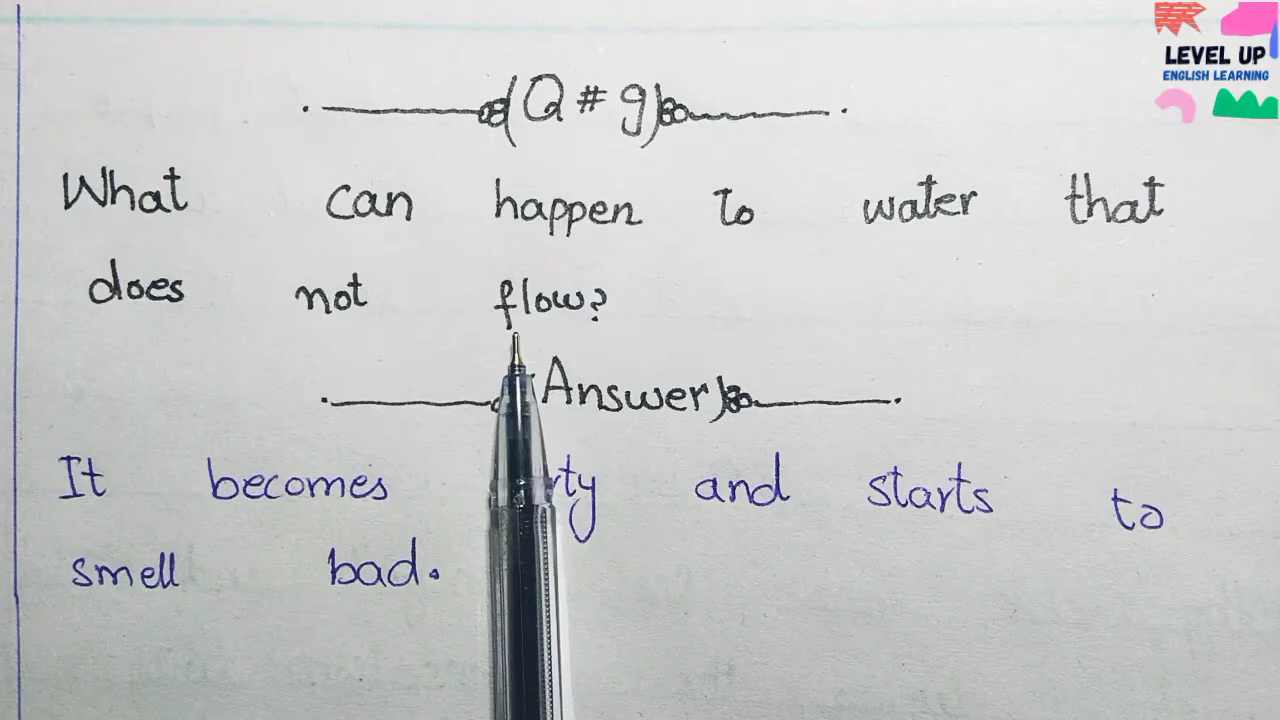 LEVEL UP
ENGLISH LEARNING
(Q # 9)
What can happen to water that
does not flow?
Answer)
It becomes rty and starts to
smell bad.